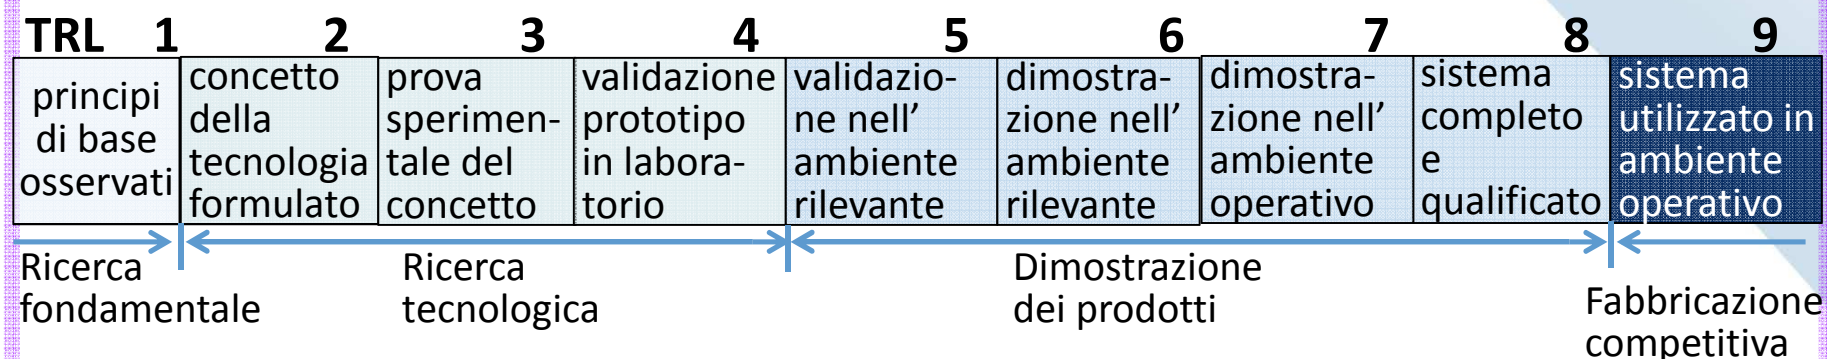 TRL 1 2 3 4 5 6 7 8 9
principi
di base
osservati
concetto
della
tecnologia
formulato
prova
sperimen-
tale del
concetto
validazione
prototipo
in labora-
torio
validazio-
ne nell’
ambiente
rilevante
dimostra-
zione nell’
ambiente
rilevante
dimostra-
zione nell’
ambiente
operativo
sistema
completo
e
qualificato
sistema
utilizzato in
ambiente
operativo
Ricerca
fondamentale
Ricerca
tecnologica
Dimostrazione
dei prodotti
Fabbricazione
competitiva